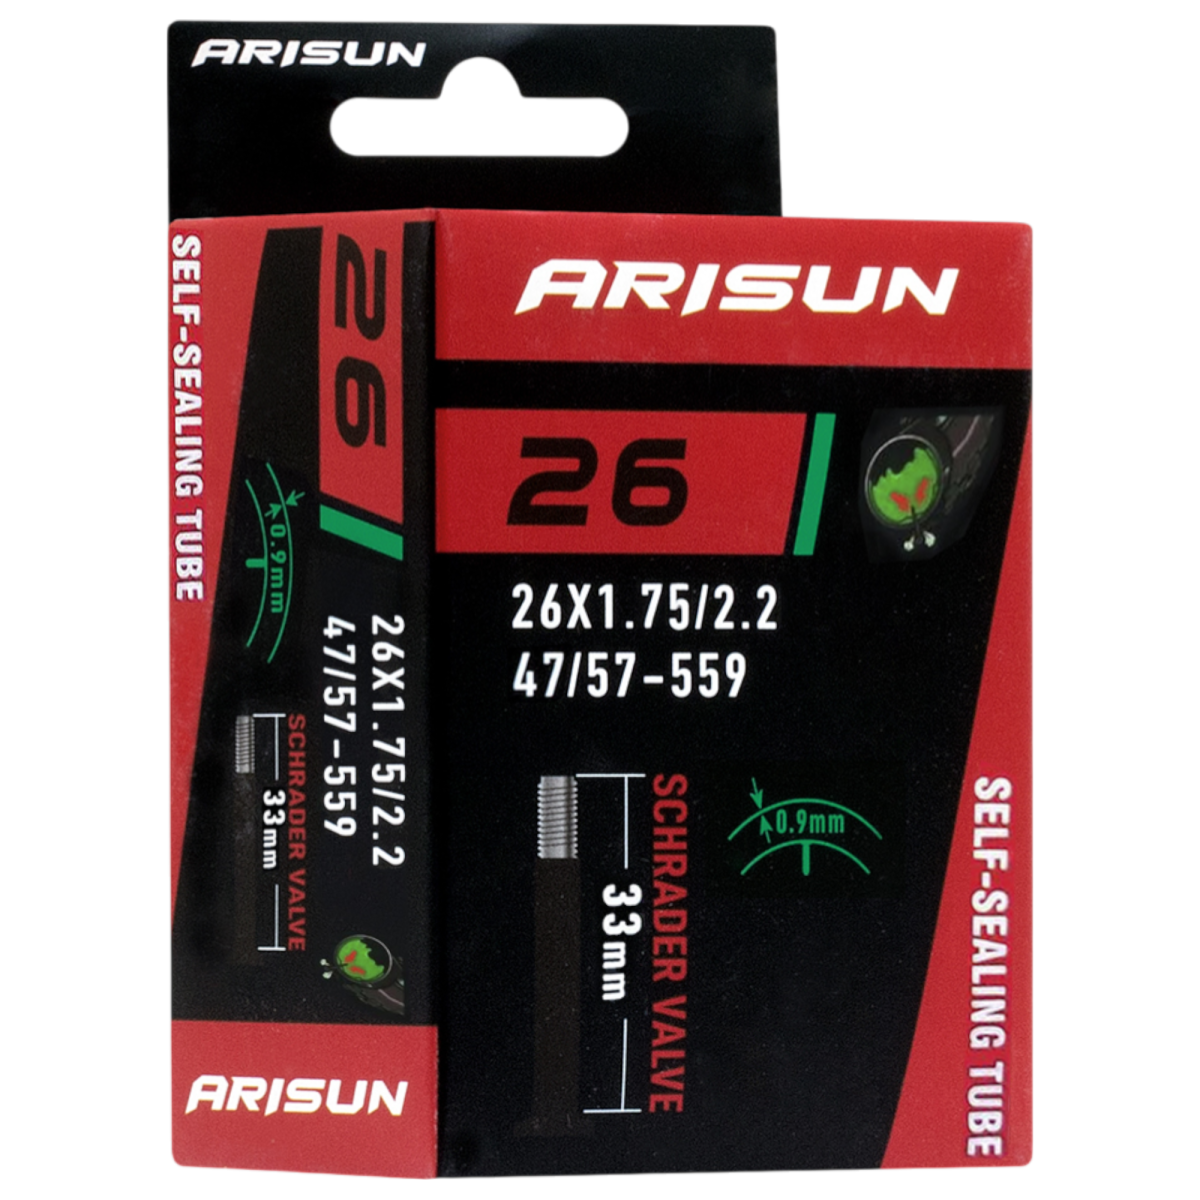 ARISUN
SELF-SEALING TUBE
26
0.9mm
26X1.75/2.2
47/57-559
SCHRADER VALVE
33mm
ARISUN
ARISUN
26
26X1.75/2.2
47/57-559
SCHRADER VALVE
33mm
0.9mm
SELF-SEALING TUBE